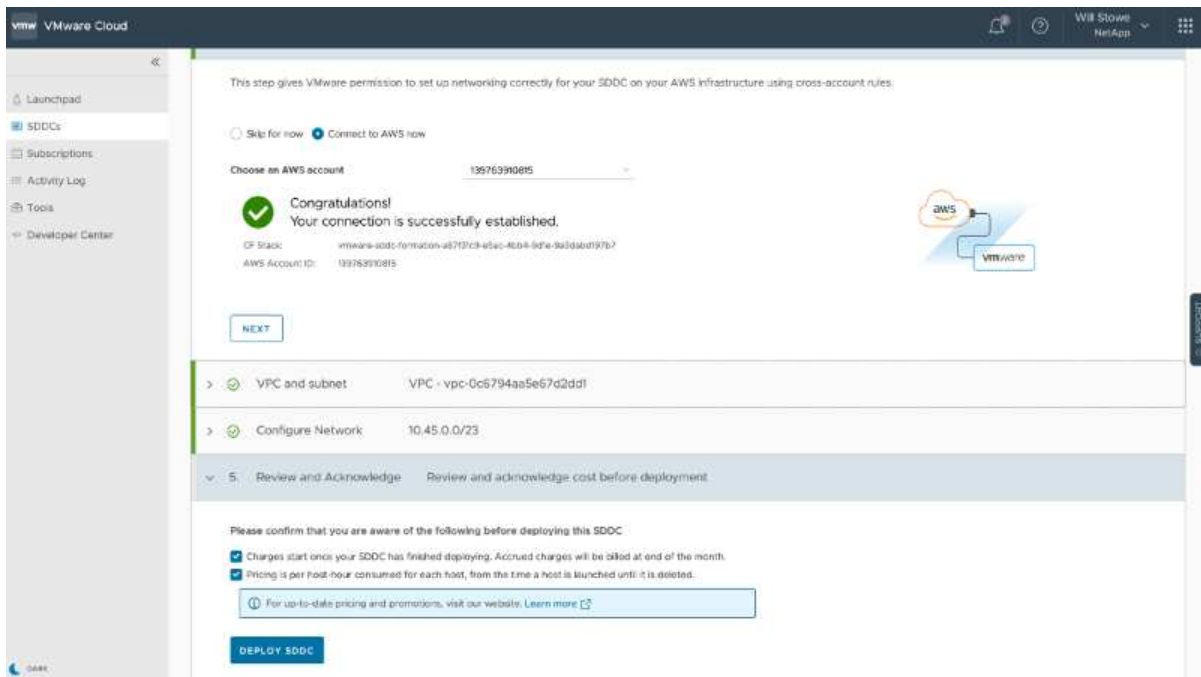 vmw VMware Cloud
Will Stowe
NetApp
Launchpad
SDDCs
Subscriptions
Activity Log
Tools
Developer Center
This step gives VMware permission to set up networking correctly for your SDDC on your AWS infrastructure using cross-account rules.
Skip for now Connect to AWS now
Choose an AWS account 139763910815
Congratulations!
Your connection is successfully established.
CF Stack:
AWS Account ID: 139763910815
aws
vmware
NEXT
SUPPORT
VPC and subnet VPC - vpc-0c6794aa5e67d2dd1
Configure Network 10.45.0.0/23
5. Review and Acknowledge Review and acknowledge cost before deployment
Please confirm that you are aware of the following before deploying this SDDC
Charges start once your SDDC has finished deploying. Accrued charges will be billed at end of the month.
Pricing is per host-hour consumed for each host, from the time a host is launched until it is deleted.
For up-to-date pricing and promotions, visit our website. Learn more
DEPLOY SDDC
DARK